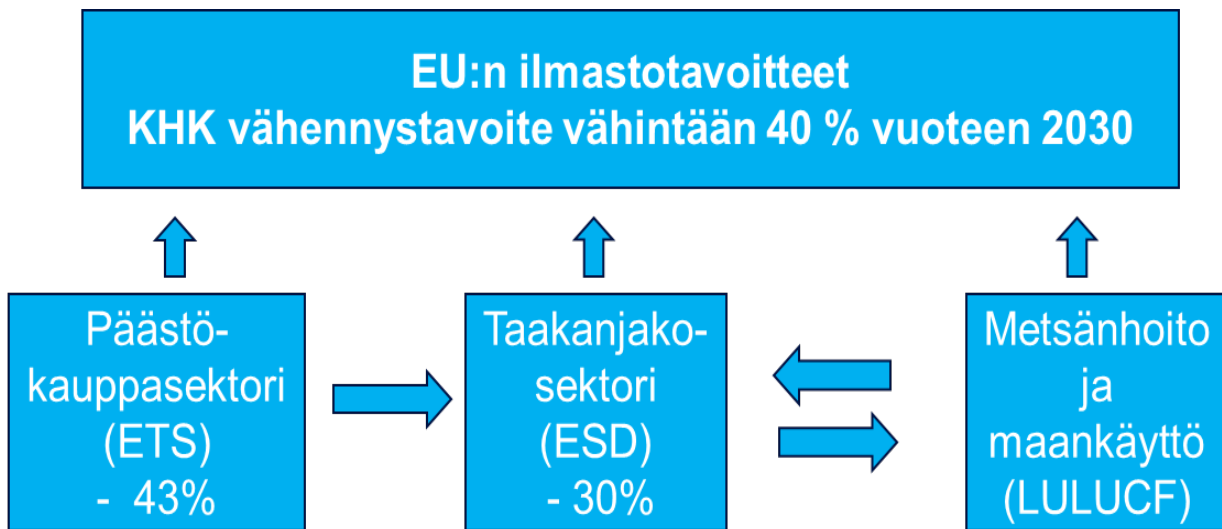 EU:n ilmastotavoitteet
KHK vähennystavoite vähintään 40 % vuoteen 2030
Päästö-
kauppasektori
(ETS)
- 43%
Taakanjako-
sektori
(ESD)
- 30%
Metsänhoito
ja
maankäyttö
(LULUCF)